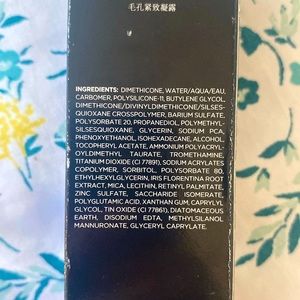 毛孔紧致凝露
INGREDIENTS: DIMETHICONE, WATER/AQUA/EAU,
CARBOMER, POLYSILICONE-11, BUTYLENE GLYCOL,
DIMETHICONE/DIVINYLDIMETHICONE/SILSES-
QUIOXANE CROSSPOLYMER, BARIUM SULFATE,
POLYSORBATE 20, PROPANEDIOL, POLYMETHYL-
SILSESQUIOXANE, GLYCERIN, SODIUM PCA,
PHENOXYETHANOL, ISOHEXADECANE, ALCOHOL,
TOCOPHERYL ACETATE, AMMONIUM POLYACRYL-
OYLDIMETHYL TAURATE, TROMETHAMINE,
TITANIUM DIOXIDE (CI 77891), SODIUM ACRYLATES
COPOLYMER, SORBITOL, POLYSORBATE 80,
ETHYLHEXYLGLYCERIN, IRIS FLORENTINA ROOT
EXTRACT, MICA, LECITHIN, RETINYL PALMITATE,
ZINC SULFATE, SACCHARIDE ISOMERATE,
POLYGLUTAMIC ACID, XANTHAN GUM, CAPRYLYL
GLYCOL, TIN OXIDE (CI 77861), DIATOMACEOUS
EARTH, DISODIUM EDTA, METHYLSILANOL
MANNURONATE, GLYCERYL CAPRYLATE.